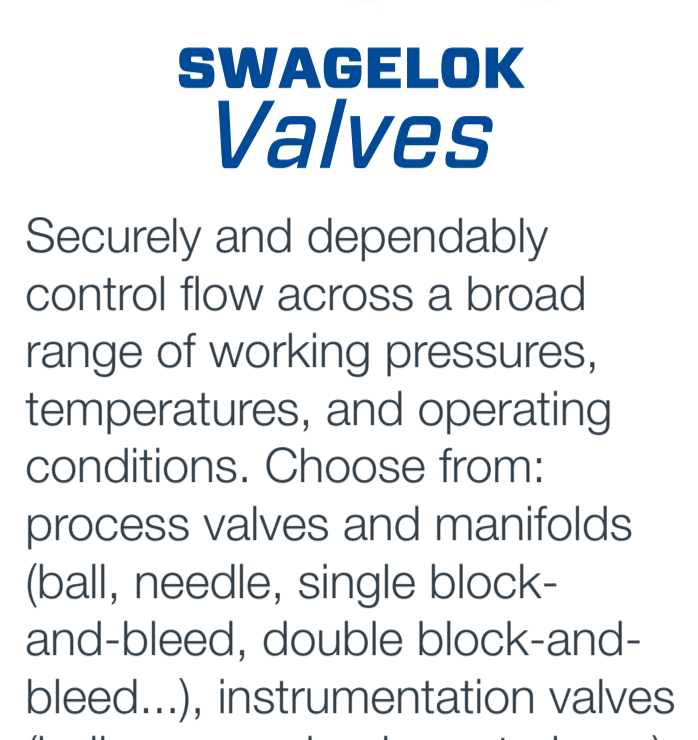 SWAGELOK
Valves
Securely and dependably
control flow across a broad
range of working pressures,
temperatures, and operating
conditions. Choose from:
process valves and manifolds
(ball, needle, single block-
and-bleed, double block-and-
bleed...), instrumentation valves